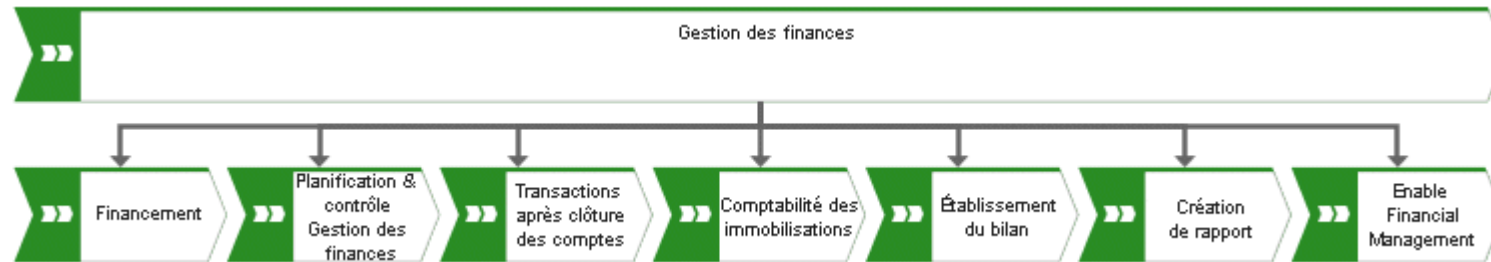 Gestion des finances
Financement
Planification &
contrôle
Gestion des
finances
Transactions
après clôture
des comptes
Comptabilité des
immobilisations
Établissement
du bilan
Création
de rapport
Enable
Financial
Management